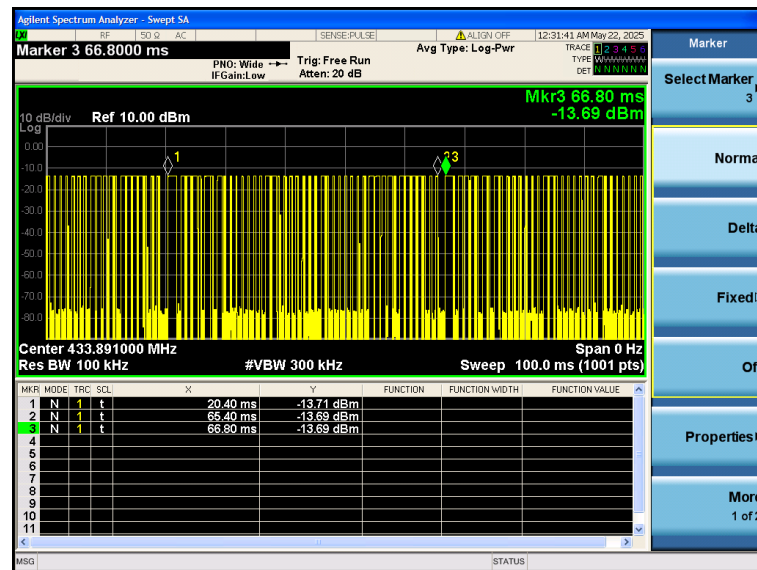 Agilent Spectrum Analyzer - Swept SA
LXI RF 50 Ω AC SENSE:PULSE ALIGN OFF 12:31:41 AM May 22, 2025
Marker 3 66.8000 ms
PNO: Wide
IFGain:Low
Trig: Free Run
Atten: 20 dB
Avg Type: Log-Pwr
TRACE 1 2 3 4 5 6
TYPE W
DET N N N N N N
Mkr3 66.80 ms
-13.69 dBm
10 dB/div Ref 10.00 dBm
Log
0.00
-10.0
-20.0
-30.0
-40.0
-50.0
-60.0
-70.0
-80.0
1
3
Center 433.891000 MHz Span 0 Hz
Res BW 100 kHz #VBW 300 kHz Sweep 100.0 ms (1001 pts)
MKR MODE TRC SCL X Y FUNCTION FUNCTION WIDTH FUNCTION VALUE
1 N 1 t 20.40 ms -13.71 dBm
2 N 1 t 65.40 ms -13.69 dBm
3 N 1 t 66.80 ms -13.69 dBm
4
5
6
7
8
9
10
11
MSG STATUS
Marker
Select Marker
3
Norma
Delta
Fixed
Of
Properties
More
1 of 2